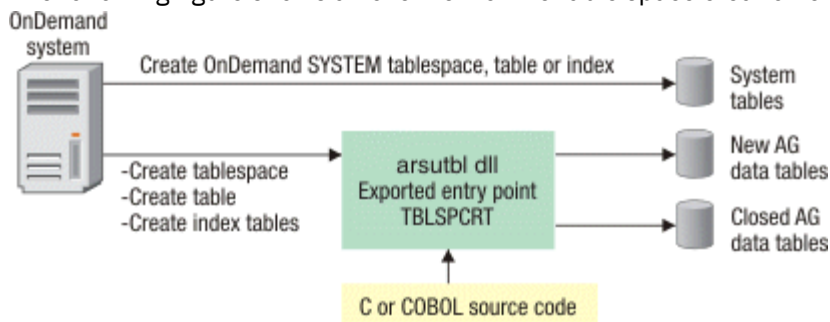 OnDemand
system
Create OnDemand SYSTEM tablespace, table or index
System
tables
-Create tablespace
-Create table
-Create index tables
arsutbl dll
Exported entry point
TBLSPCRT
New AG
data tables
Closed AG
data tables
C or COBOL source code